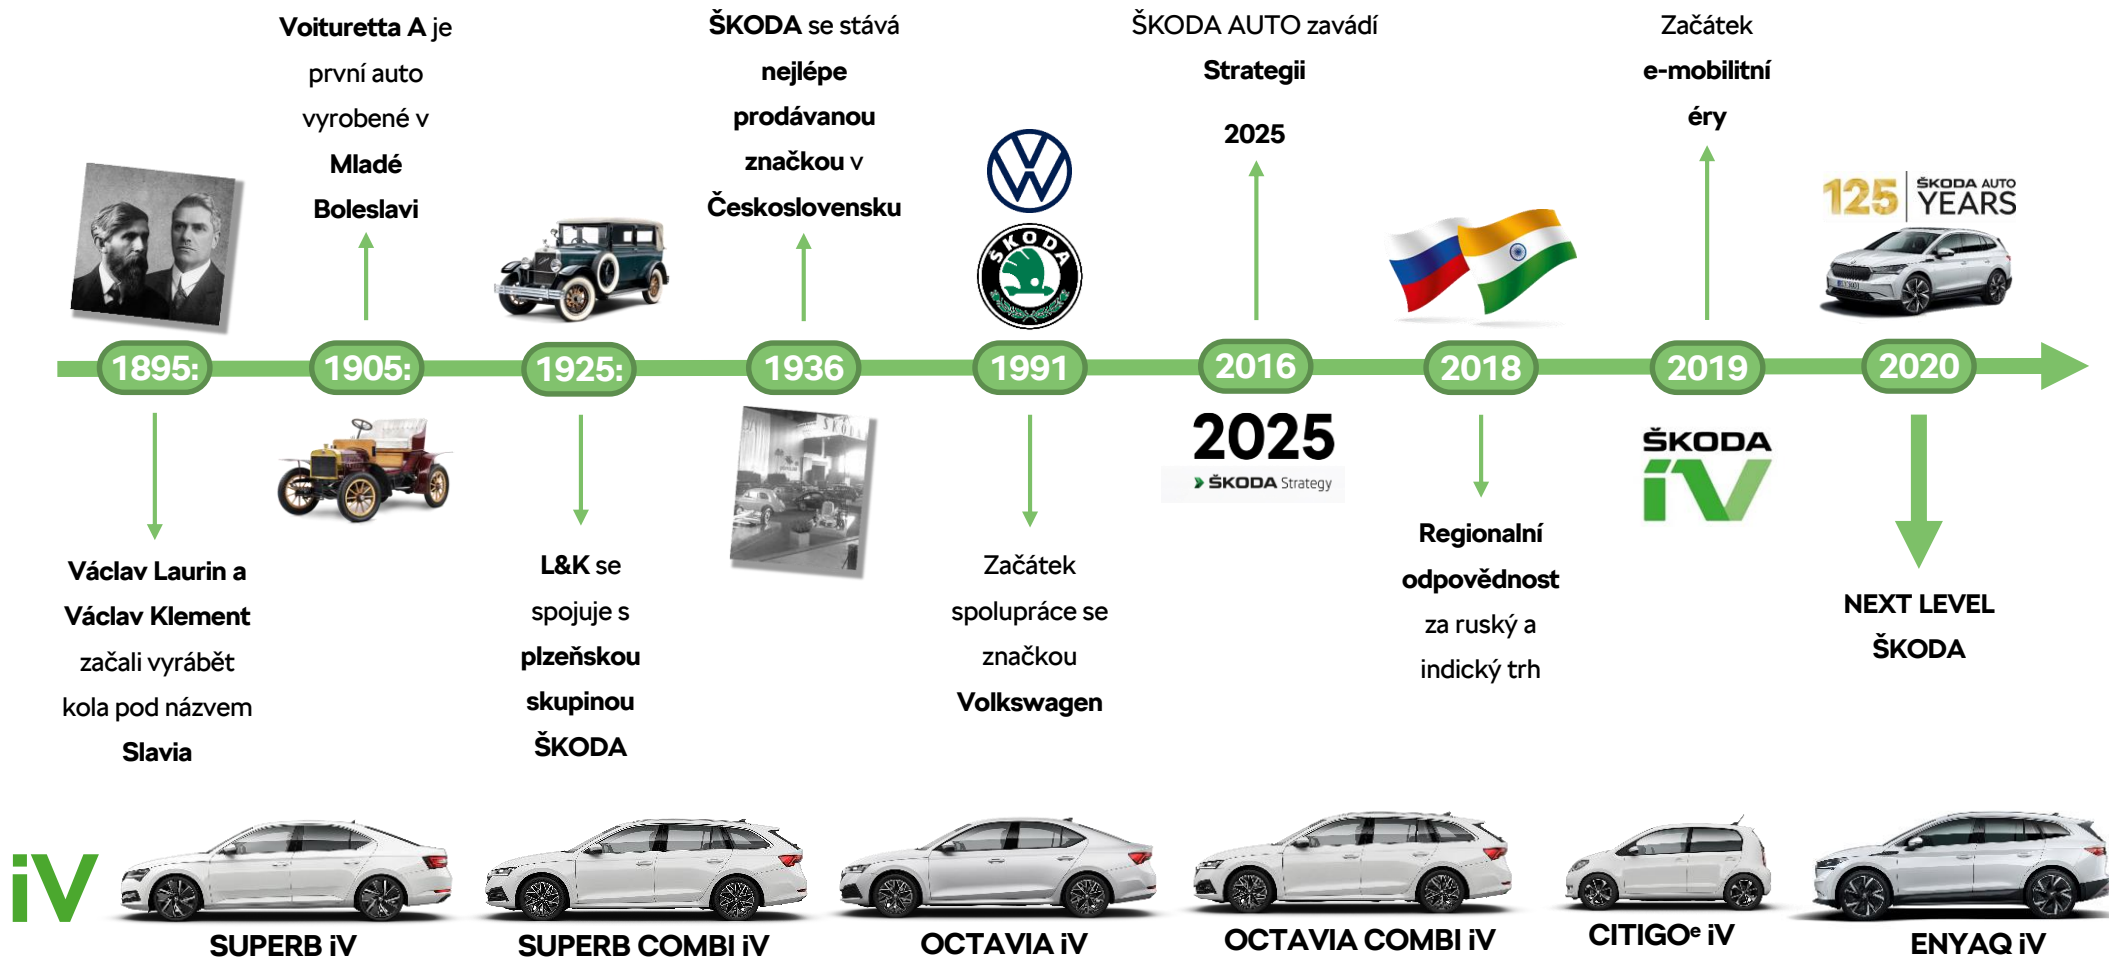 Voituretta A je
první auto
vyrobené v
Mladé
Boleslavi
ŠKODA se stává
nejlépe
prodávanou
značkou v
Československu
ŠKODA AUTO zavádí
Strategii
2025
Začátek
e-mobilitní
éry
ŠKODA
125
ŠKODA AUTO
YEARS
1895:
1905:
1925:
1936
1991
2016
2018
2019
2020
ŠKODA
2025
ŠKODA Strategy
ŠKODA
iV
Václav Laurin a
Václav Klement
začali vyrábět
kola pod názvem
Slavia
L&K se
spojuje s
plzeňskou
skupinou
ŠKODA
Začátek
spolupráce se
značkou
Volkswagen
Regionalní
odpovědnost
za ruský a
indický trh
NEXT LEVEL
ŠKODA
iV
SUPERB iV
SUPERB COMBI iV
OCTAVIA iV
OCTAVIA COMBI iV
CITIGOᵉ iV
ENYAQ iV